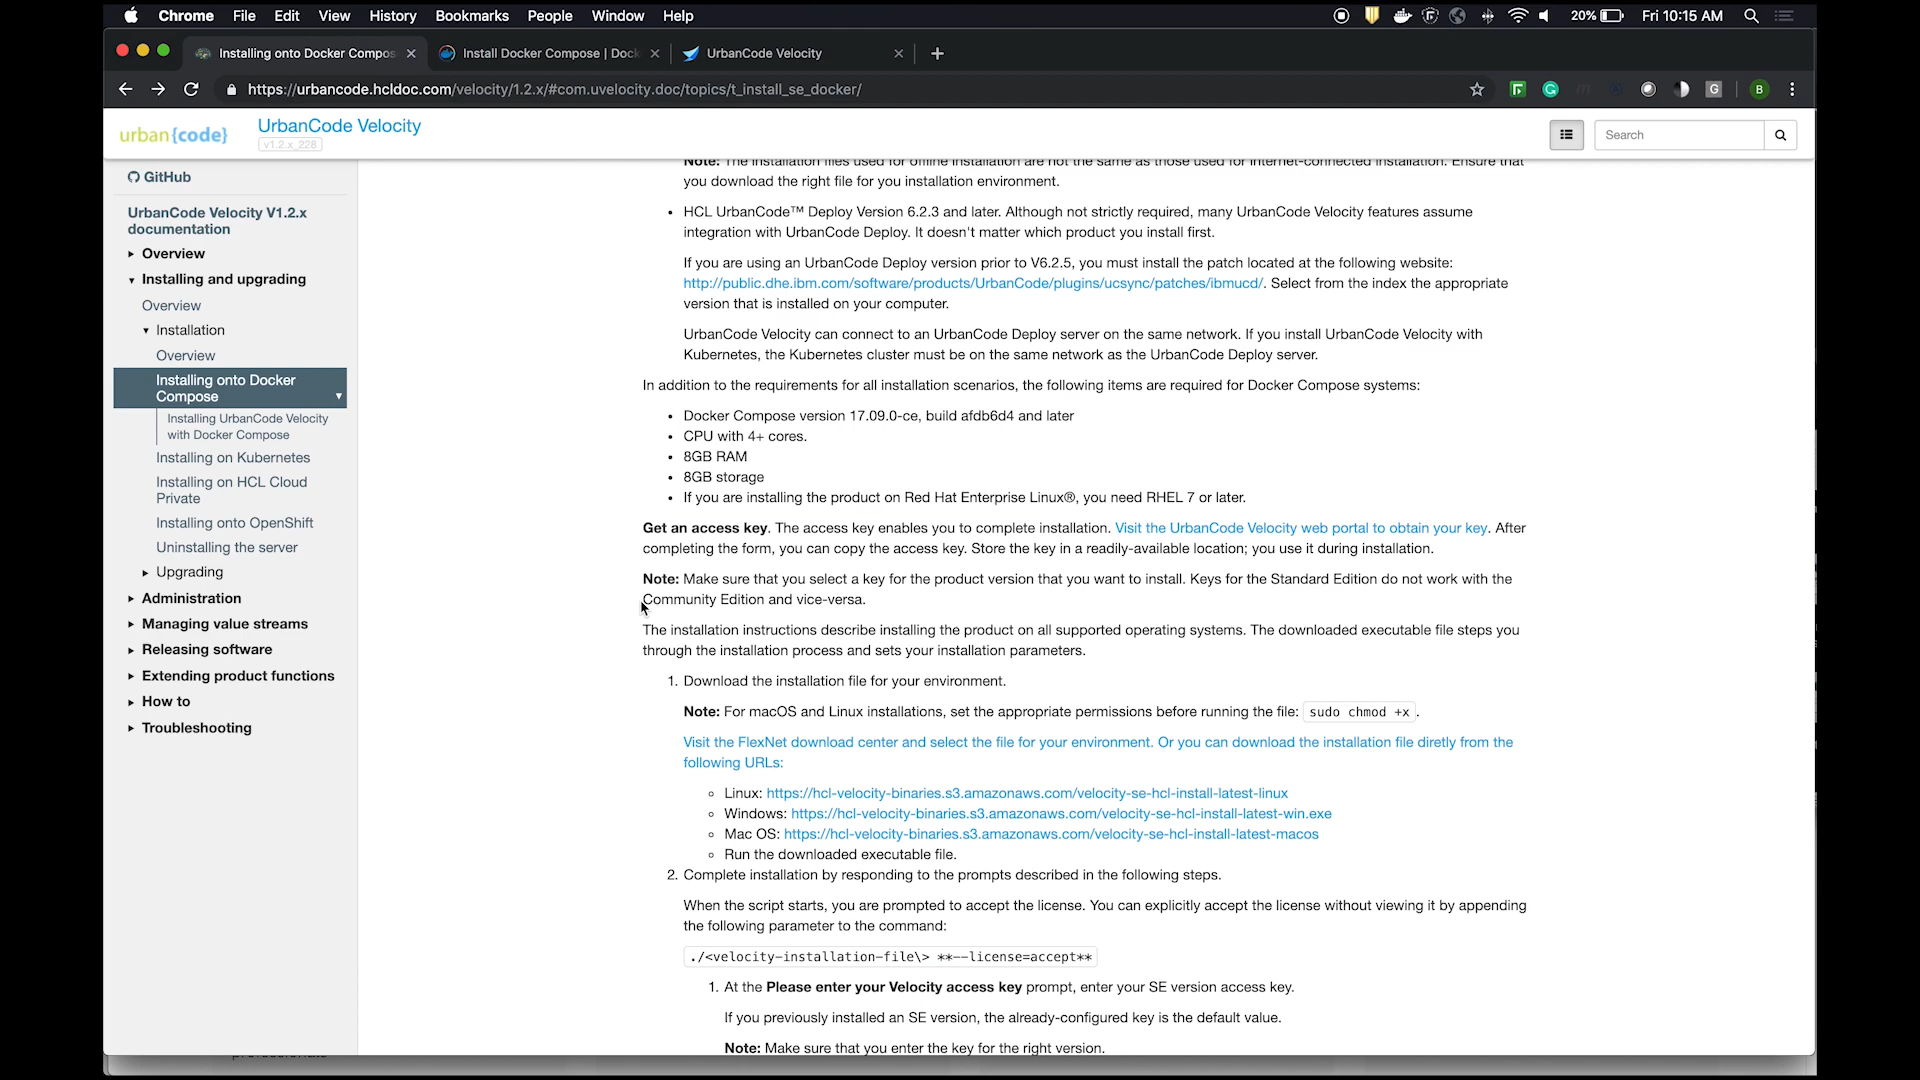 Chrome File Edit View History Bookmarks People Window Help 20% Fri 10:15 AM
Installing onto Docker Compos Install Docker Compose | Dock UrbanCode Velocity
https://urbancode.hcldoc.com/velocity/1.2.x/#com.uvelocity.doc/topics/t_install_se_docker/
urban{code}
UrbanCode Velocity
v1.2.x_228
Search
GitHub
UrbanCode Velocity V1.2.x
documentation
Overview
Installing and upgrading
Overview
Installation
Overview
Installing onto Docker
Compose
Installing UrbanCode Velocity
with Docker Compose
Installing on Kubernetes
Installing on HCL Cloud
Private
Installing onto OpenShift
Uninstalling the server
Upgrading
Administration
Managing value streams
Releasing software
Extending product functions
How to
Troubleshooting
Note: The installation files used for offline installation are not the same as those used for internet-connected installation. Ensure that
you download the right file for you installation environment.
• HCL UrbanCode™ Deploy Version 6.2.3 and later. Although not strictly required, many UrbanCode Velocity features assume
integration with UrbanCode Deploy. It doesn't matter which product you install first.
If you are using an UrbanCode Deploy version prior to V6.2.5, you must install the patch located at the following website:
http://public.dhe.ibm.com/software/products/UrbanCode/plugins/ucsync/patches/ibmucd/. Select from the index the appropriate
version that is installed on your computer.
UrbanCode Velocity can connect to an UrbanCode Deploy server on the same network. If you install UrbanCode Velocity with
Kubernetes, the Kubernetes cluster must be on the same network as the UrbanCode Deploy server.
In addition to the requirements for all installation scenarios, the following items are required for Docker Compose systems:
• Docker Compose version 17.09.0-ce, build afdb6d4 and later
• CPU with 4+ cores.
• 8GB RAM
• 8GB storage
• If you are installing the product on Red Hat Enterprise Linux®, you need RHEL 7 or later.
Get an access key. The access key enables you to complete installation. Visit the UrbanCode Velocity web portal to obtain your key. After
completing the form, you can copy the access key. Store the key in a readily-available location; you use it during installation.
Note: Make sure that you select a key for the product version that you want to install. Keys for the Standard Edition do not work with the
Community Edition and vice-versa.
The installation instructions describe installing the product on all supported operating systems. The downloaded executable file steps you
through the installation process and sets your installation parameters.
1. Download the installation file for your environment.
Note: For macOS and Linux installations, set the appropriate permissions before running the file: sudo chmod +x .
Visit the FlexNet download center and select the file for your environment. Or you can download the installation file diretly from the
following URLs:
Linux: https://hcl-velocity-binaries.s3.amazonaws.com/velocity-se-hcl-install-latest-linux
Windows: https://hcl-velocity-binaries.s3.amazonaws.com/velocity-se-hcl-install-latest-win.exe
Mac OS: https://hcl-velocity-binaries.s3.amazonaws.com/velocity-se-hcl-install-latest-macos
Run the downloaded executable file.
2. Complete installation by responding to the prompts described in the following steps.
When the script starts, you are prompted to accept the license. You can explicitly accept the license without viewing it by appending
the following parameter to the command:
./<velocity-installation-file\> **--license=accept**
1. At the Please enter your Velocity access key prompt, enter your SE version access key.
If you previously installed an SE version, the already-configured key is the default value.
Note: Make sure that you enter the key for the right version.